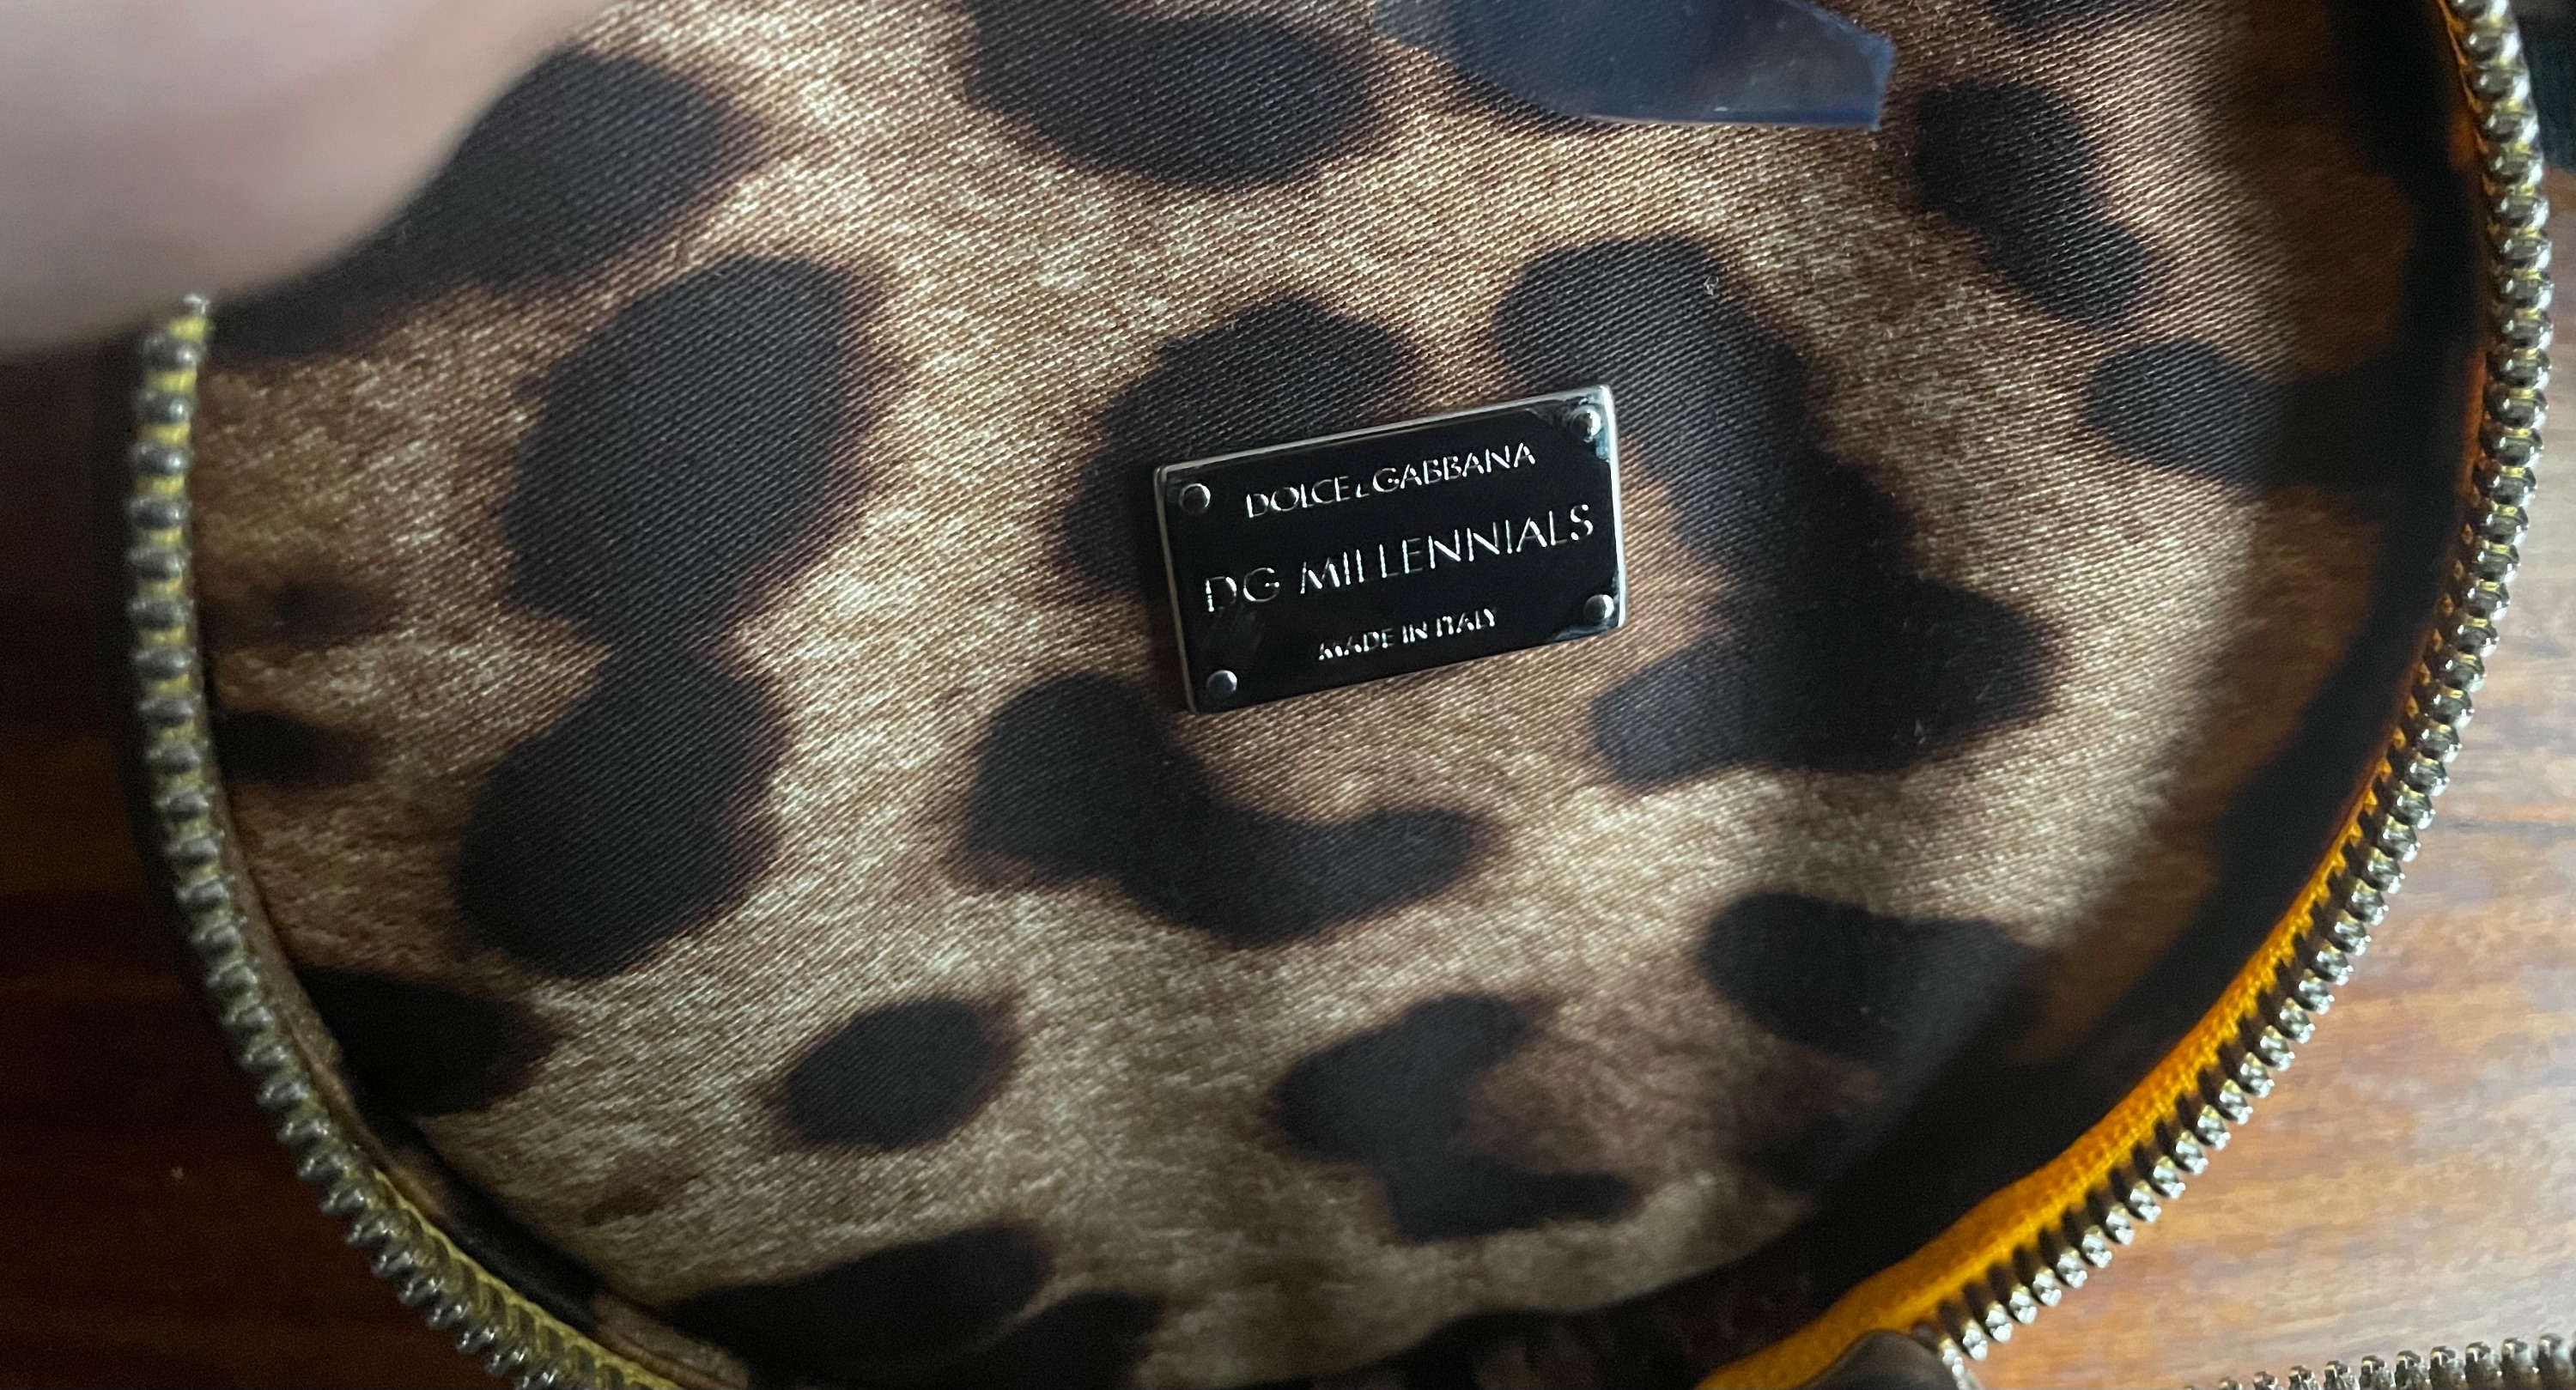 DOLCE & GABBANA
DG MILLENNIALS
MADE IN ITALY